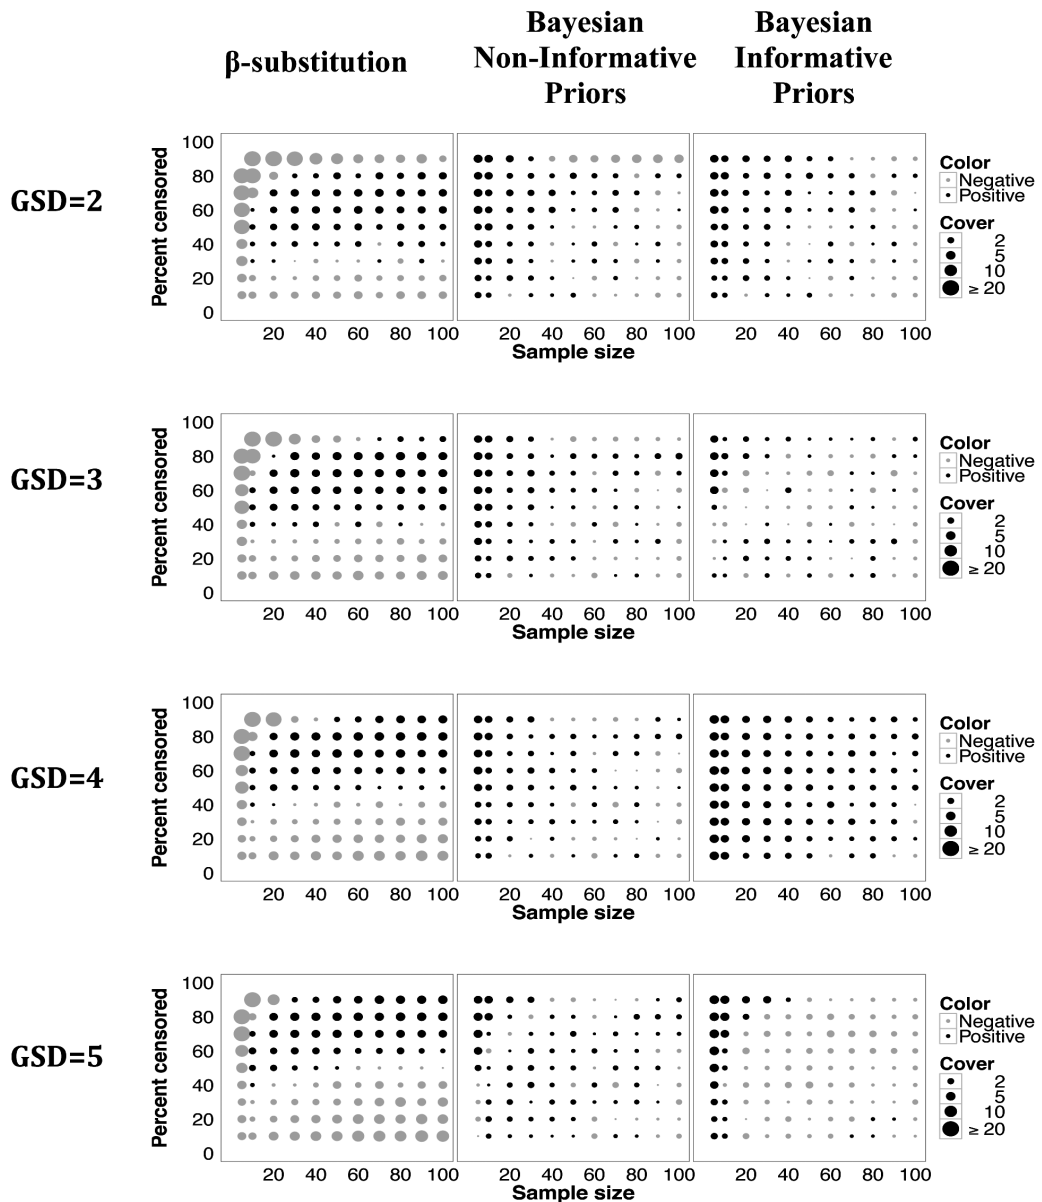 β-substitution
Bayesian
Non-Informative
Priors
Bayesian
Informative
Priors
GSD=2
Percent censored
100
80
60
40
20
0
20 40 60 80 100 20 40 60 80 100 20 40 60 80 100
Sample size
Color
Negative
Positive
Cover
2
5
10
≥ 20
GSD=3
Percent censored
100
80
60
40
20
0
20 40 60 80 100 20 40 60 80 100 20 40 60 80 100
Sample size
Color
Negative
Positive
Cover
2
5
10
≥ 20
GSD=4
Percent censored
100
80
60
40
20
0
20 40 60 80 100 20 40 60 80 100 20 40 60 80 100
Sample size
Color
Negative
Positive
Cover
2
5
10
≥ 20
GSD=5
Percent censored
100
80
60
40
20
0
20 40 60 80 100 20 40 60 80 100 20 40 60 80 100
Sample size
Color
Negative
Positive
Cover
2
5
10
≥ 20